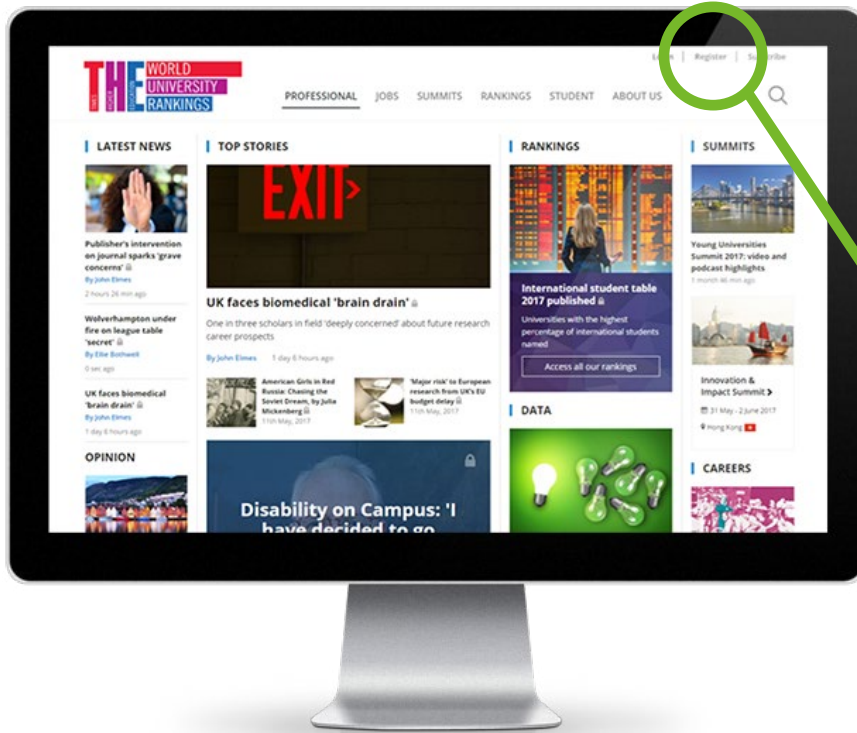 Register
THE
WORLD
UNIVERSITY
RANKINGS
PROFESSIONAL JOBS SUMMITS RANKINGS STUDENT ABOUT US
LATEST NEWS
Publisher's intervention
on journal sparks 'grave
concerns'
By John Elmes
2 hours 26 min ago
Wolverhampton under
fire on league table
'secret'
By Ellie Bothwell
0 sec ago
UK faces biomedical
'brain drain'
By John Elmes
1 day 6 hours ago
OPINION
TOP STORIES
EXIT
UK faces biomedical 'brain drain'
One in three scholars in field 'deeply concerned' about future research
career prospects
By John Elmes 1 day 6 hours ago
American Girls in Red
Russia: Chasing the
Soviet Dream, by Julia
Mickenberg
11th May, 2017
'Major risk' to European
research from UK's EU
budget delay
11th May, 2017
Disability on Campus: 'I
have decided to go
RANKINGS
International student table
2017 published
Universities with the highest
percentage of international students
named
Access all our rankings
DATA
SUMMITS
Young Universities
Summit 2017: video and
podcast highlights
1 month 46 min ago
Innovation &
Impact Summit
31 May - 2 June 2017
Hong Kong
CAREERS